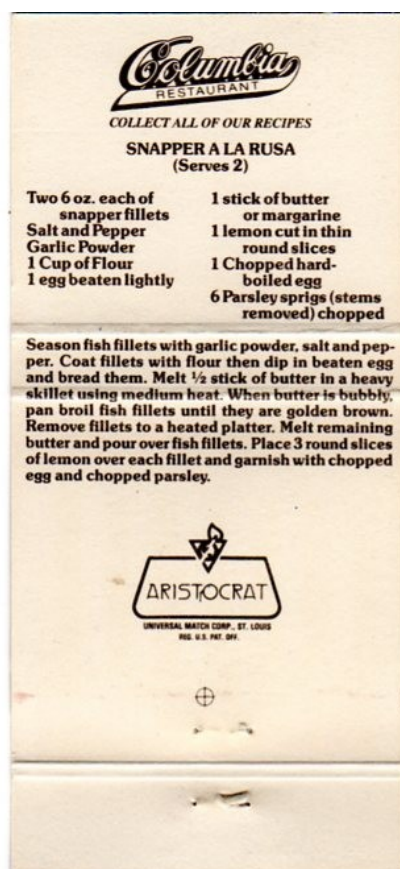 Columbia
RESTAURANT
COLLECT ALL OF OUR RECIPES
SNAPPER A LA RUSA
(Serves 2)
Two 6 oz. each of
snapper fillets
Salt and Pepper
Garlic Powder
1 Cup of Flour
1 egg beaten lightly
1 stick of butter
or margarine
1 lemon cut in thin
round slices
1 Chopped hard-
boiled egg
6 Parsley sprigs (stems
removed) chopped
Season fish fillets with garlic powder, salt and pep-
per. Coat fillets with flour then dip in beaten egg
and bread them. Melt ½ stick of butter in a heavy
skillet using medium heat. When butter is bubbly,
pan broil fish fillets until they are golden brown.
Remove fillets to a heated platter. Melt remaining
butter and pour over fish fillets. Place 3 round slices
of lemon over each fillet and garnish with chopped
egg and chopped parsley.
ARISTOCRAT
UNIVERSAL MATCH CORP., ST. LOUIS
REG. U.S. PAT. OFF.